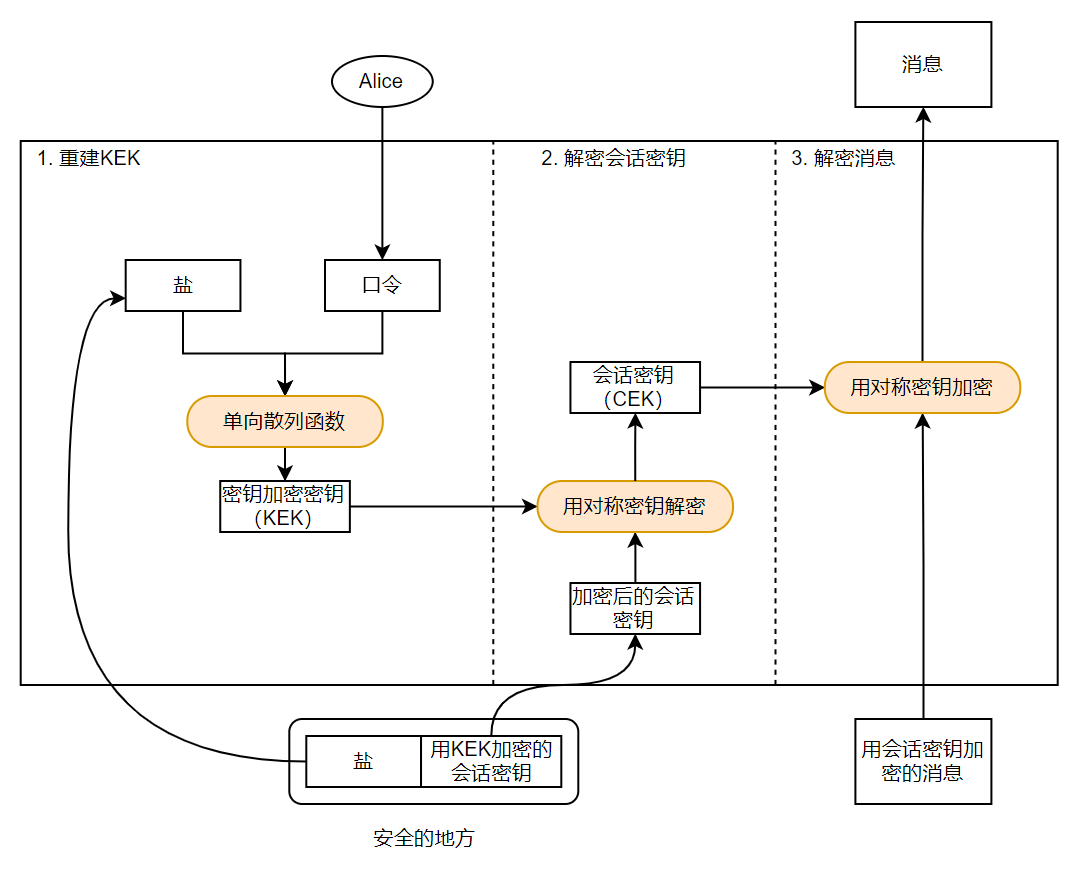 消息
Alice
1. 重建KEK
2. 解密会话密钥
3. 解密消息
盐
口令
会话密钥
（CEK）
用对称密钥加密
单向散列函数
密钥加密密钥
（KEK）
用对称密钥解密
加密后的会话
密钥
盐
用KEK加密的
会话密钥
用会话密钥加
密的消息
安全的地方